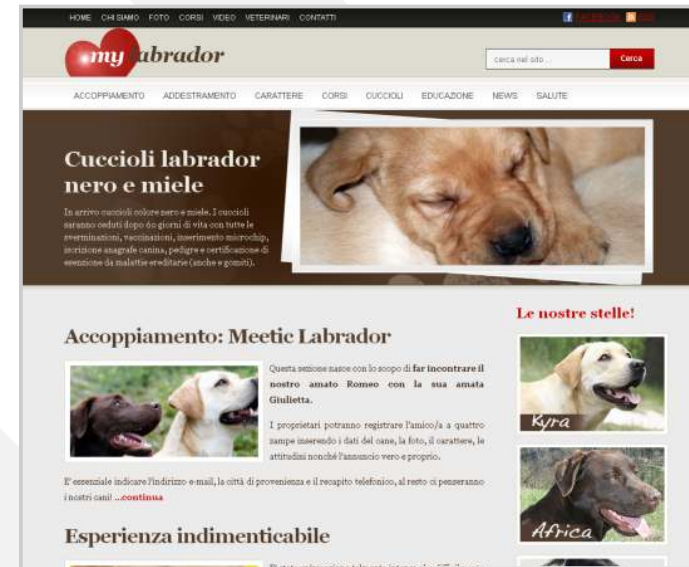 HOME CHI SIAMO FOTO CORSI VIDEO VETERINARI CONTATTI
my labrador
cerca nel sito ...
Cerca
ACCOPPIAMENTO ADDESTRAMENTO CARATTERE CORSI CUCCIOLI EDUCAZIONE NEWS SALUTE
Cuccioli labrador
nero e miele
In arrivo cuccioli colore nero e miele. I cuccioli
saranno ceduti dopo 60 giorni di vita con tutte le
sverminazioni, vaccinazioni, inserimento microchip,
iscrizione anagrafe canina, pedigre e certificazione di
esenzione da malattie ereditarie (anche e gomiti).
Le nostre stelle!
Accoppiamento: Meetic Labrador
Questa sezione nasce con lo scopo di far incontrare il
nostro amato Romeo con la sua amata
Giulietta.
I proprietari potranno registrare l'amico/a a quattro
zampe inserendo i dati del cane, la foto, il carattere, le
attitudini nonché l'annuncio vero e proprio.
E' essenziale indicare l'indirizzo e-mail, la città di provenienza e il recapito telefonico, al resto ci penseranno
i nostri cani! ...continua
Kyra
Africa
Esperienza indimenticabile